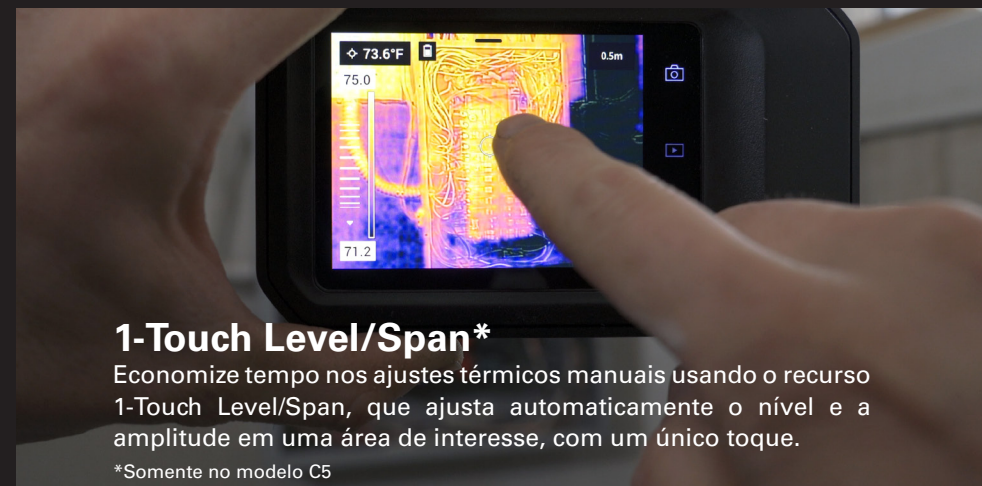 73.6°F
0.5m
75.0
71.2
1-Touch Level/Span*
Economize tempo nos ajustes térmicos manuais usando o recurso
1-Touch Level/Span, que ajusta automaticamente o nível e a
amplitude em uma área de interesse, com um único toque.
*Somente no modelo C5